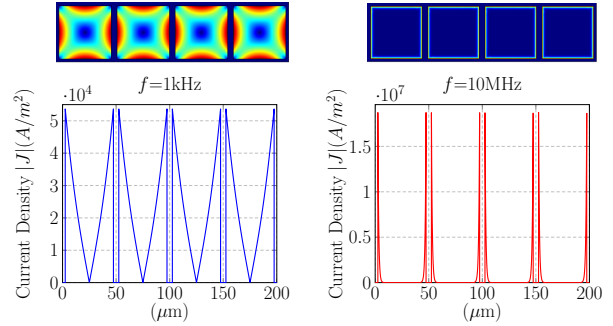 f=1kHz
·10⁴
Current Density |J|(A/m²)
5
4
3
2
1
0
0 50 100 150 200
(μm)
f=10MHz
·10⁷
Current Density |J|(A/m²)
1.5
1
0.5
0
0 50 100 150 200
(μm)